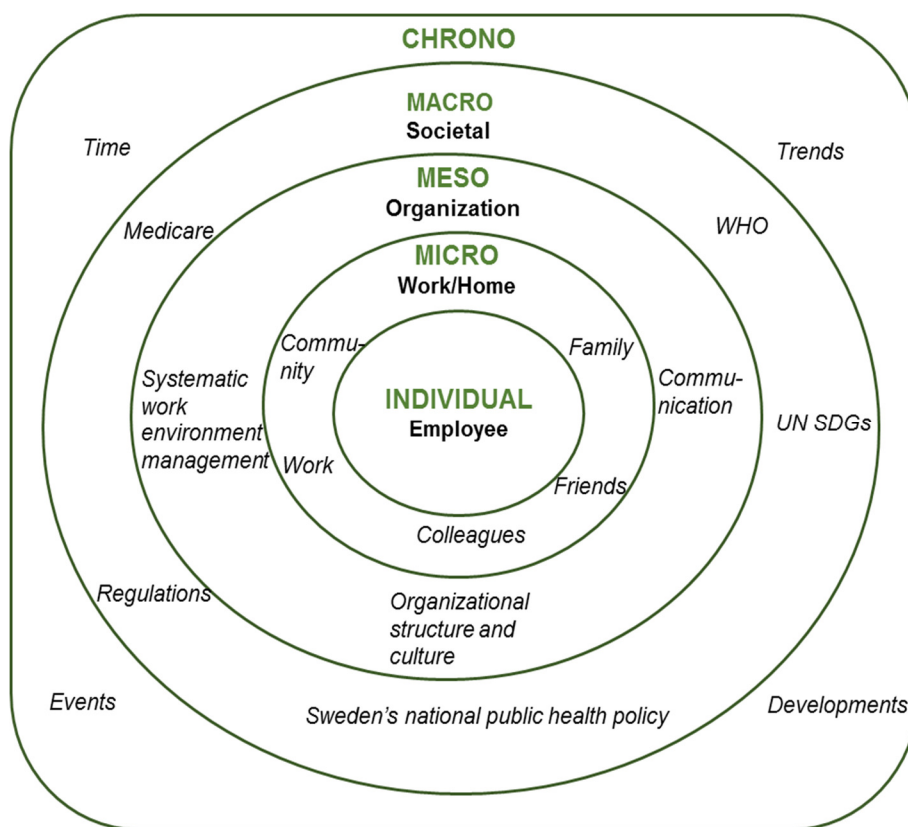 CHRONO
MACRO
Societal
Time
Trends
MESO
Organization
Medicare
WHO
MICRO
Work/Home
Commu-
nity
Family
Systematic
work
environment
management
Commu-
nication
INDIVIDUAL
Employee
UN SDGs
Work
Friends
Colleagues
Regulations
Organizational
structure and
culture
Events
Sweden’s national public health policy
Developments